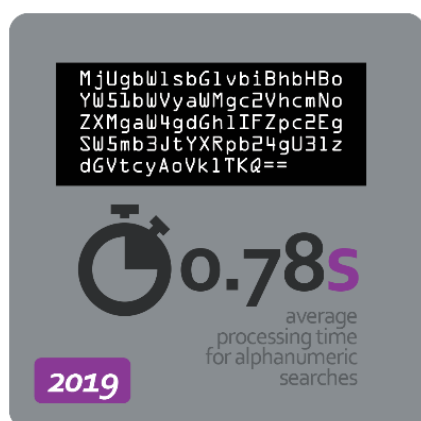 MjUgbWlsbGlvbiBhbHBo
YW51bWVyaWMgc2VhcmNo
ZXMgaW4gdGhlIFZpc2Eg
SW5mb3JtYXRpb24gU3lz
dGVtcyAoVklTKQ==
0.78s
average
processing time
for alphanumeric
searches
2019